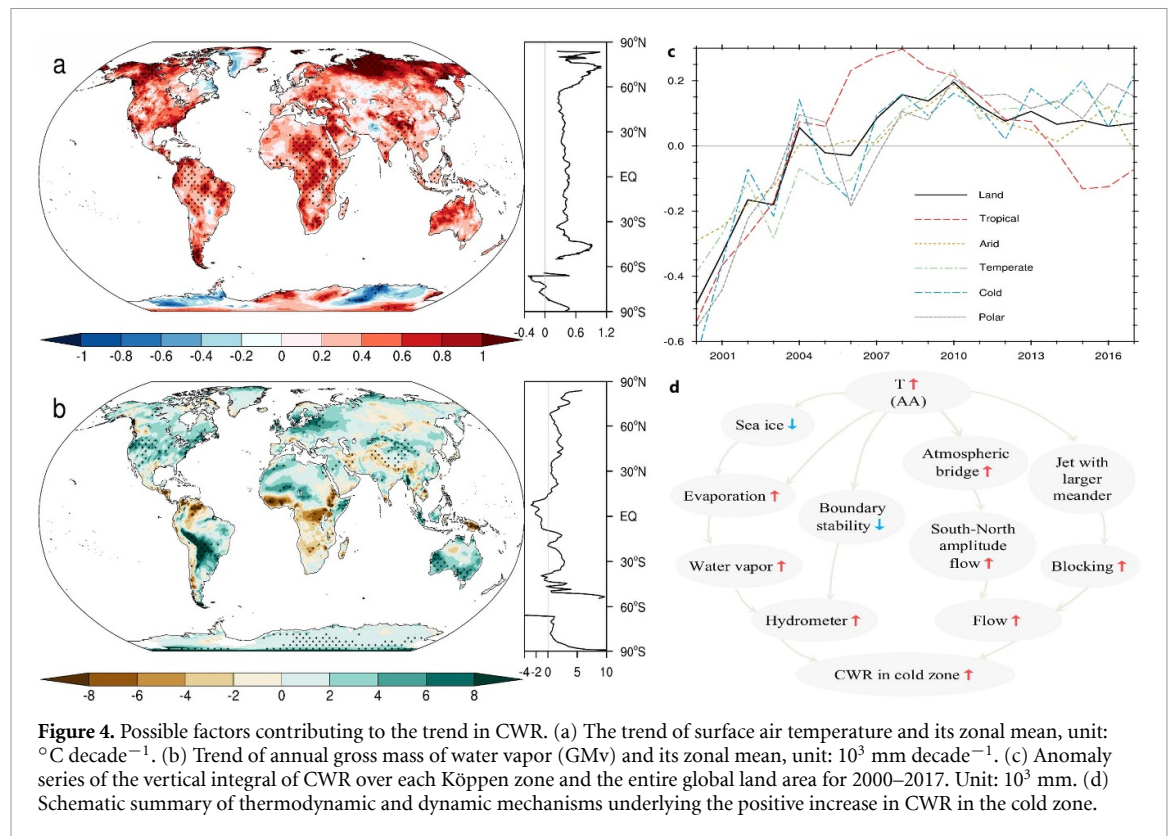 a
90°N
60°N
30°N
EQ
30°S
60°S
90°S
-0.4 0 0.6 1.2
-1 -0.8 -0.6 -0.4 -0.2 0 0.2 0.4 0.6 0.8 1
b
90°N
60°N
30°N
EQ
30°S
60°S
90°S
-4 -2 0 5 10
-8 -6 -4 -2 0 2 4 6 8
c
0.2
0.0
-0.2
-0.4
-0.6
Land
Tropical
Arid
Temperate
Cold
Polar
2001 2004 2007 2010 2013 2016
d
T ↑
(AA)
Sea ice ↓
Evaporation ↑
Water vapor ↑
Boundary
stability ↓
Hydrometer ↑
Atmospheric
bridge ↑
South-North
amplitude
flow ↑
Jet with
larger
meander
Blocking ↑
Flow ↑
CWR in cold zone ↑
Figure 4. Possible factors contributing to the trend in CWR. (a) The trend of surface air temperature and its zonal mean, unit:
°C decade⁻¹. (b) Trend of annual gross mass of water vapor (GMv) and its zonal mean, unit: 10³ mm decade⁻¹. (c) Anomaly
series of the vertical integral of CWR over each Köppen zone and the entire global land area for 2000–2017. Unit: 10³ mm. (d)
Schematic summary of thermodynamic and dynamic mechanisms underlying the positive increase in CWR in the cold zone.